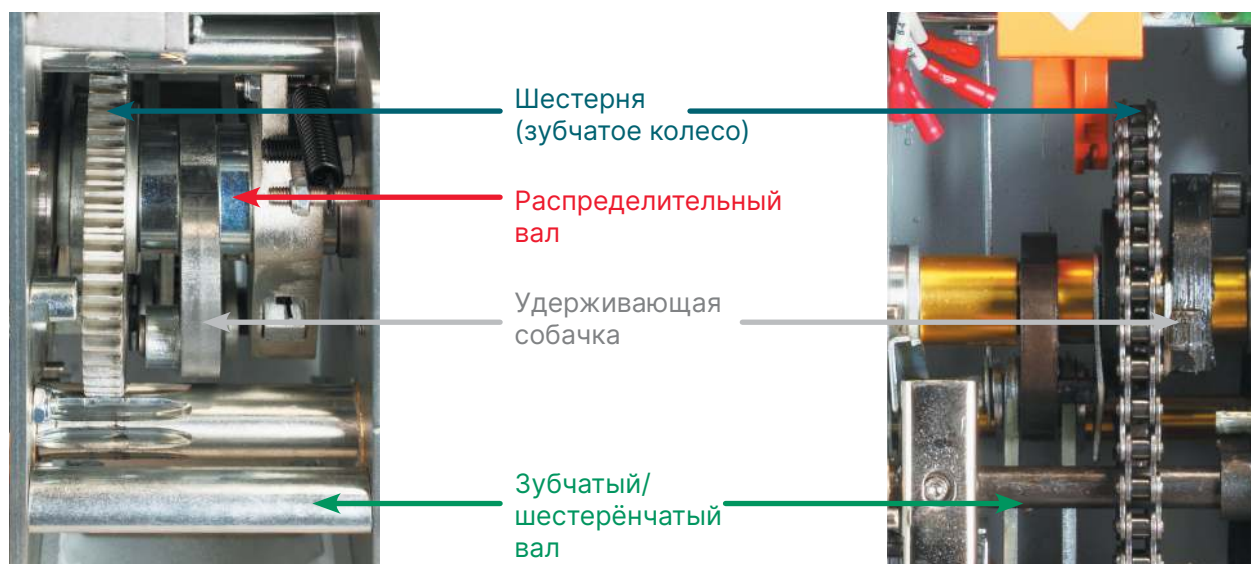 Шестерня
(зубчатое колесо)
Распределительный
вал
Удерживающая
собачка
Зубчатый/
шестерёнчатый
вал